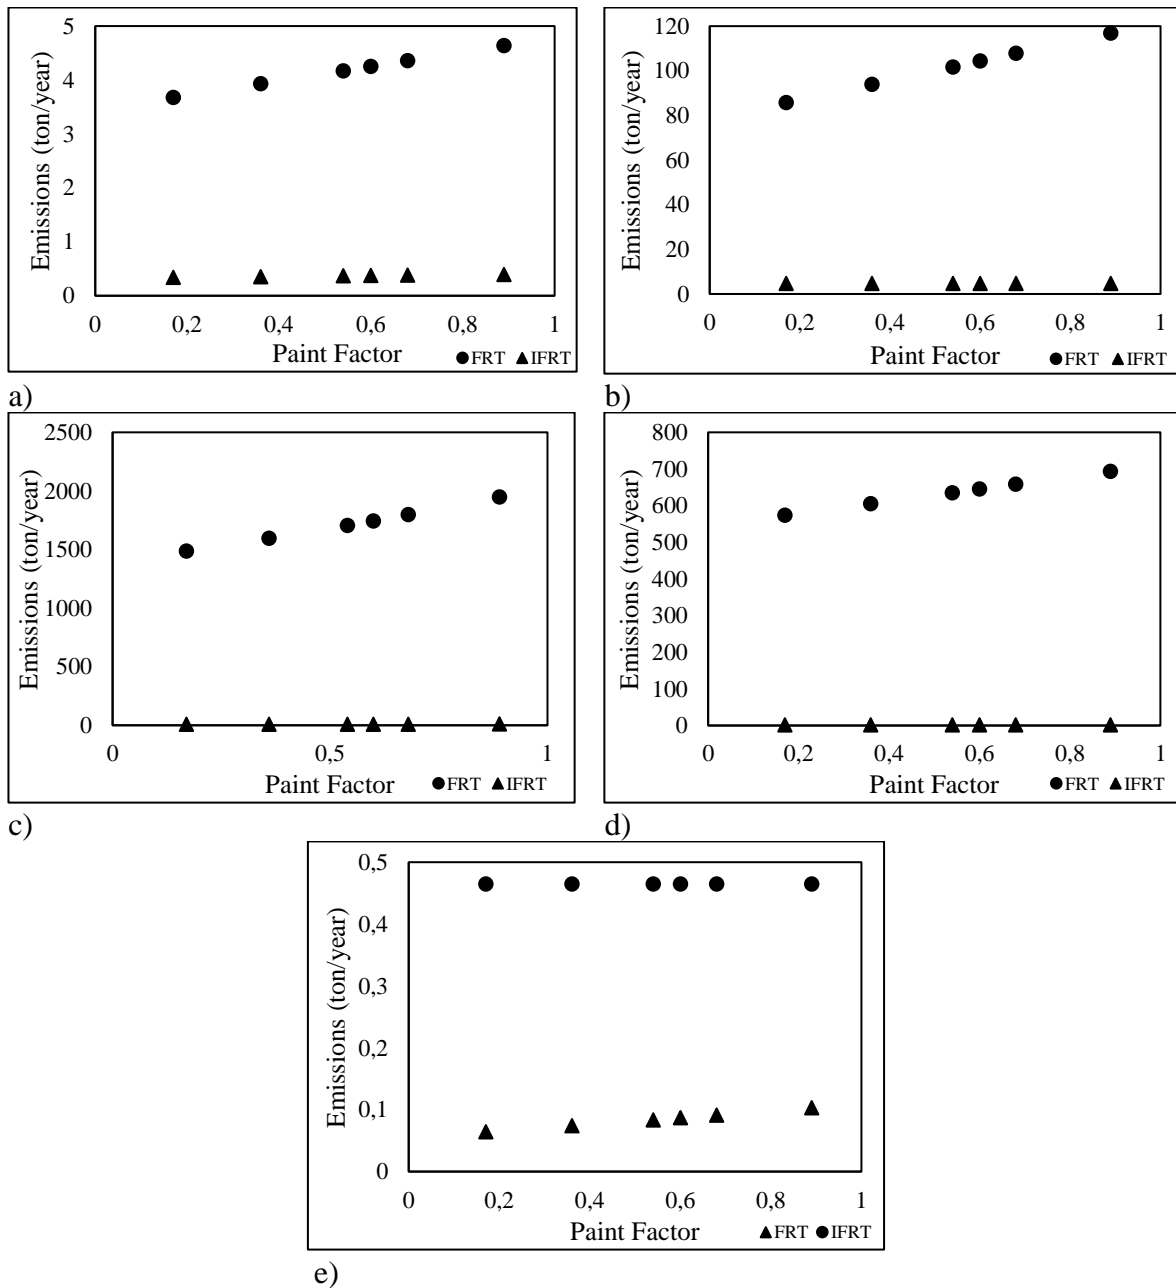 5
4
3
2
1
0
Emissions (ton/year)
0 0,2 0,4 0,6 0,8 1
Paint Factor
FRT IFRT
a)
120
100
80
60
40
20
0
Emissions (ton/year)
0 0,2 0,4 0,6 0,8 1
Paint Factor
FRT IFRT
b)
2500
2000
1500
1000
500
0
Emissions (ton/year)
0 0,5 1
Paint Factor
FRT IFRT
c)
800
700
600
500
400
300
200
100
0
Emissions (ton/year)
0 0,2 0,4 0,6 0,8 1
Paint Factor
FRT IFRT
d)
0,5
0,4
0,3
0,2
0,1
0
Emissions (ton/year)
0 0,2 0,4 0,6 0,8 1
Paint Factor
FRT IFRT
e)